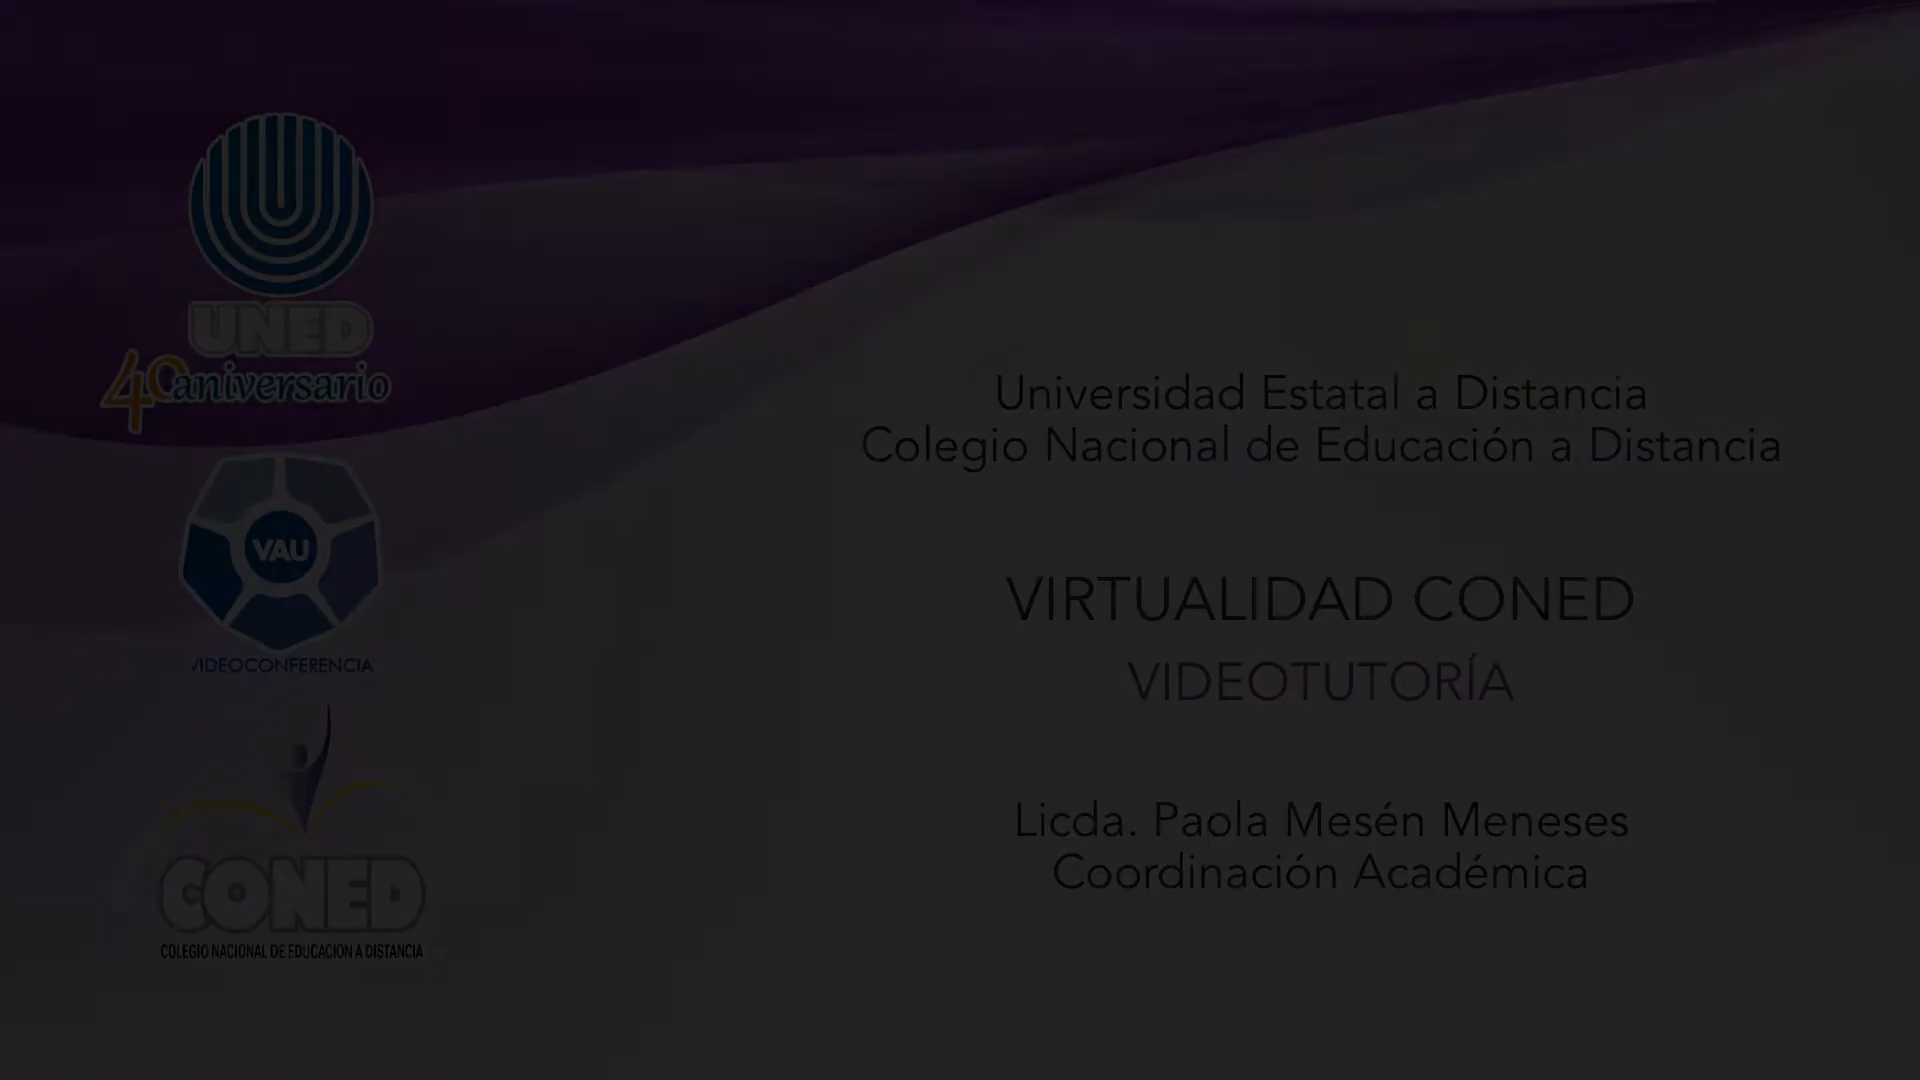 UNED
40 aniversario
VAU
VIDEOCONFERENCIA
CONED
COLEGIO NACIONAL DE EDUCACION A DISTANCIA
Universidad Estatal a Distancia
Colegio Nacional de Educación a Distancia
VIRTUALIDAD CONED
VIDEOTUTORÍA
Licda. Paola Mesén Meneses
Coordinación Académica